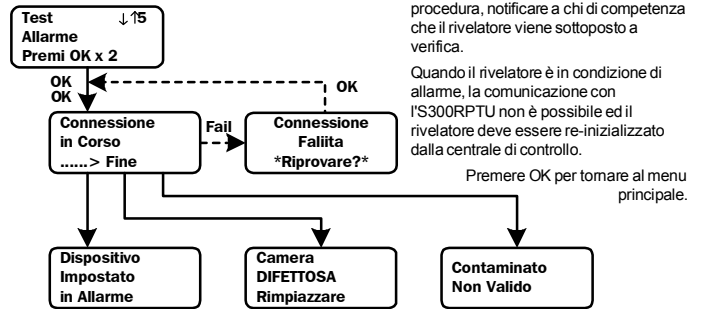 Test ↓↑5
Allarme
Premi OK x 2
OK
OK
OK
Connessione
in Corso
......> Fine
Fail
Connessione
Faliita
*Riprovare?*
Dispositivo
Impostato
in Allarme
Camera
DIFETTOSA
Rimpiazzare
Contaminato
Non Valido
procedura, notificare a chi di competenza
che il rivelatore viene sottoposto a
verifica.
Quando il rivelatore è in condizione di
allarme, la comunicazione con
l'S300RPTU non è possibile ed il
rivelatore deve essere re-inizializzato
dalla centrale di controllo.
Premere OK per tornare al menu
principale.